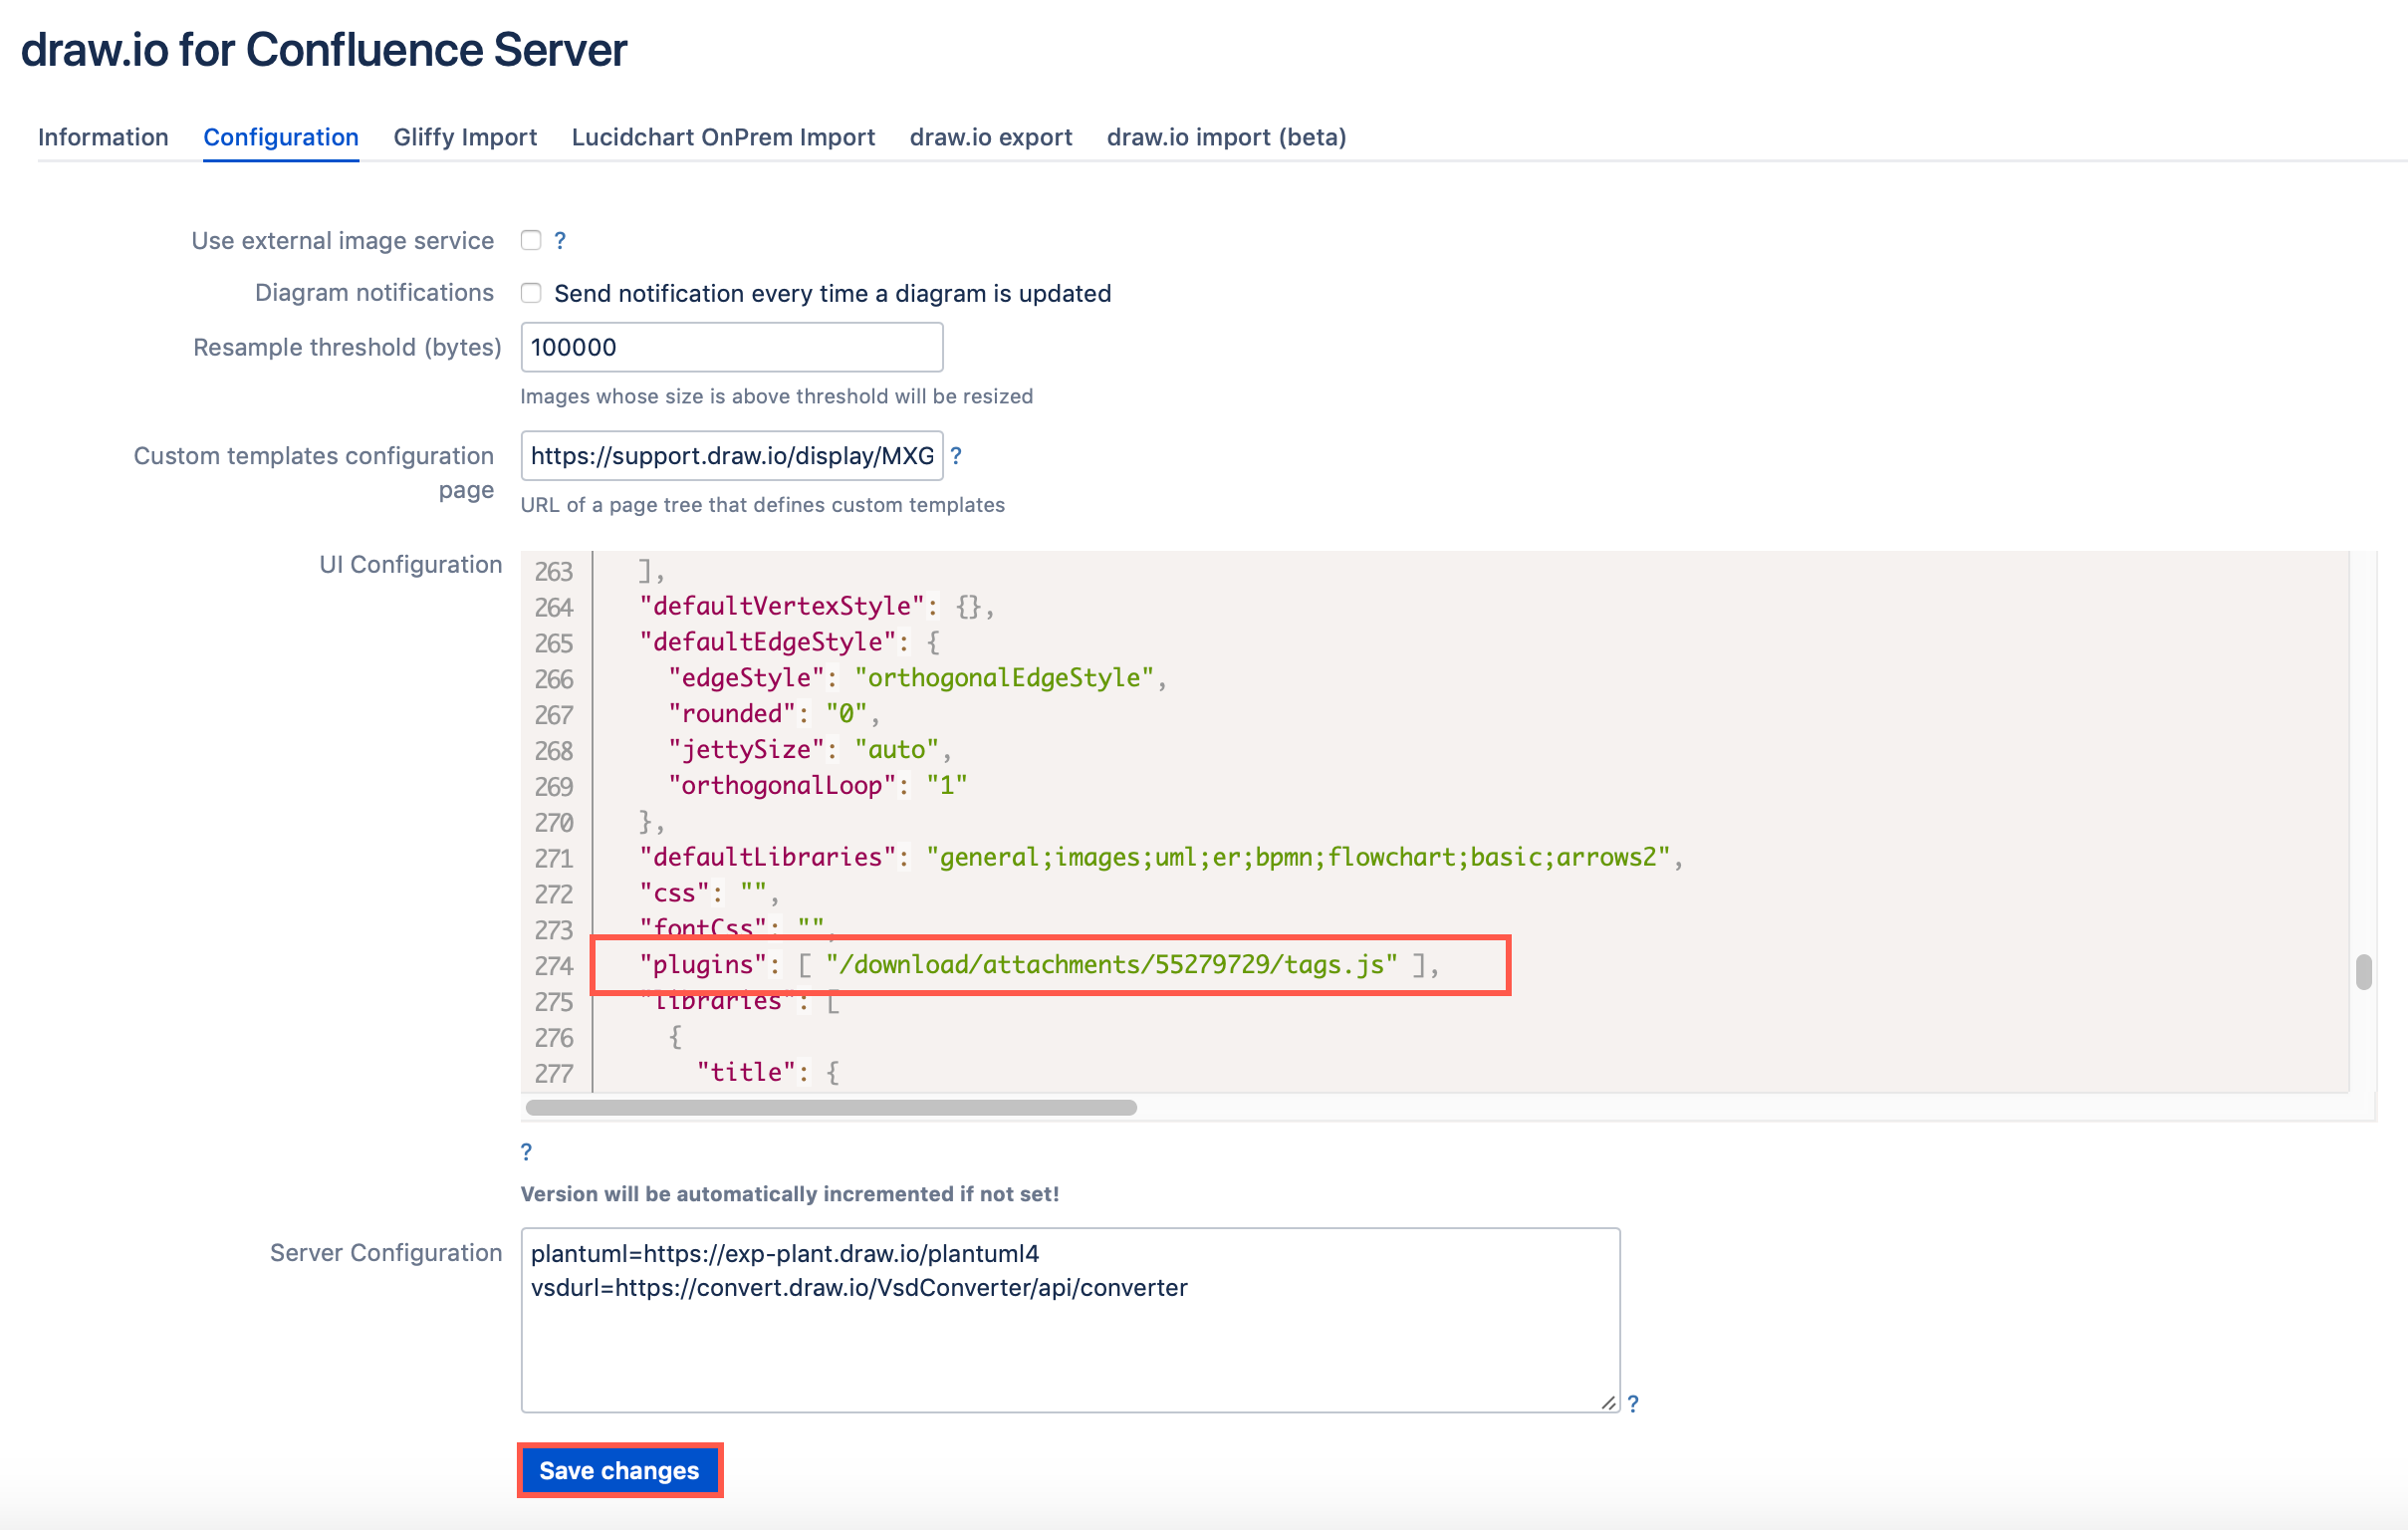 draw.io for Confluence Server
Information Configuration Gliffy Import Lucidchart OnPrem Import draw.io export draw.io import (beta)
Use external image service ?
Diagram notifications Send notification every time a diagram is updated
Resample threshold (bytes) 100000
Images whose size is above threshold will be resized
Custom templates configuration page https://support.draw.io/display/MXG ?
URL of a page tree that defines custom templates
UI Configuration
263 ],
264 "defaultVertexStyle": {},
265 "defaultEdgeStyle": {
266 "edgeStyle": "orthogonalEdgeStyle",
267 "rounded": "0",
268 "jettySize": "auto",
269 "orthogonalLoop": "1"
270 },
271 "defaultLibraries": "general;images;uml;er;bpmn;flowchart;basic;arrows2",
272 "css": "",
273 "fontCss": "",
274 "plugins": [ "/download/attachments/55279729/tags.js" ],
275 "libraries": [
276 {
277 "title": {
?
Version will be automatically incremented if not set!
Server Configuration
plantuml=https://exp-plant.draw.io/plantuml4
vsdurl=https://convert.draw.io/VsdConverter/api/converter
?
Save changes